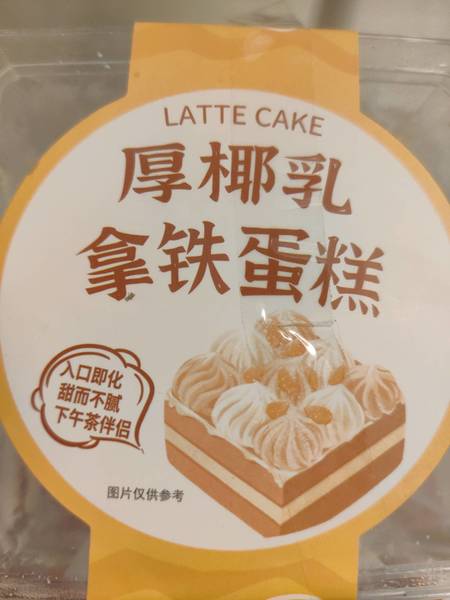 LATTE CAKE
厚椰乳
拿铁蛋糕
入口即化
甜而不腻
下午茶伴侣
图片仅供参考